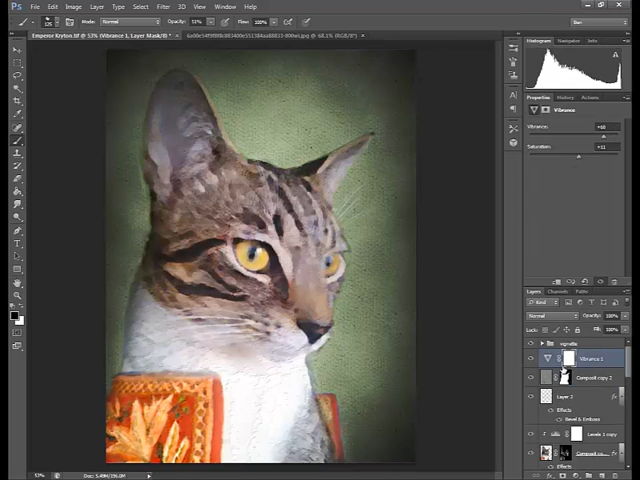 Ps File Edit Image Layer Type Select Filter 3D View Window Help
Mode: Normal Opacity: 51% Flow: 100%
Emperor Kryton.tif @ 53% (Vibrance 1, Layer Mask/8) *
Histogram Navigator Info
Properties History Actions
Vibrance
Vibrance:
Saturation: +11
Layers Channels Paths
Kind
Normal Opacity: 100%
Lock: Fill: 100%
vignette
Vibrance 1
Composit copy 2
Layer 2
Effects
Bevel & Emboss
Levels 1 copy
Effects
53%